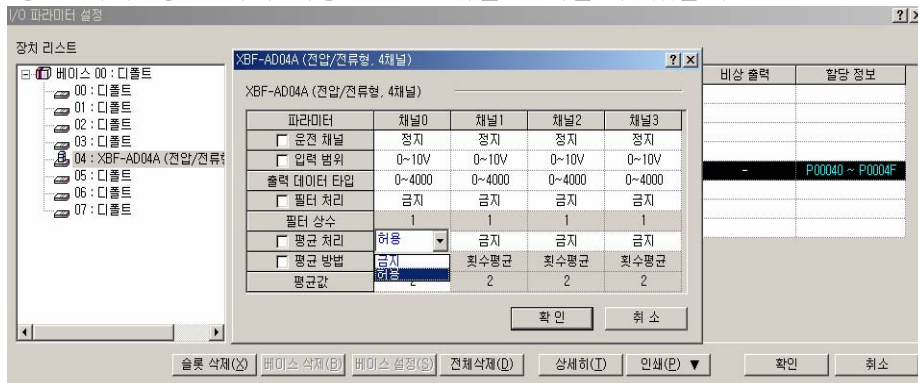 I/O 파라미터 설정
장치 리스트
베이스 00 : 디폴트
00 : 디폴트
01 : 디폴트
02 : 디폴트
03 : 디폴트
04 : XBF-AD04A (전압/전류형
05 : 디폴트
06 : 디폴트
07 : 디폴트
XBF-AD04A (전압/전류형, 4채널)
XBF-AD04A (전압/전류형, 4채널)
파라미터 채널0 채널1 채널2 채널3
운전 채널 정지 정지 정지 정지
입력 범위 0~10V 0~10V 0~10V 0~10V
출력 데이터 타입 0~4000 0~4000 0~4000 0~4000
필터 처리 금지 금지 금지 금지
필터 상수 1 1 1 1
평균 처리 허용 금지 금지 금지
평균 방법 금지 횟수평균 횟수평균 횟수평균
허용
평균값 2 2 2
확인 취소
비상 출력 할당 정보
- P00040 ~ P0004F
슬롯 삭제(X) 베이스 삭제(B) 베이스 설정(S) 전체삭제(D) 상세히(T) 인쇄(P) ▼ 확인 취소